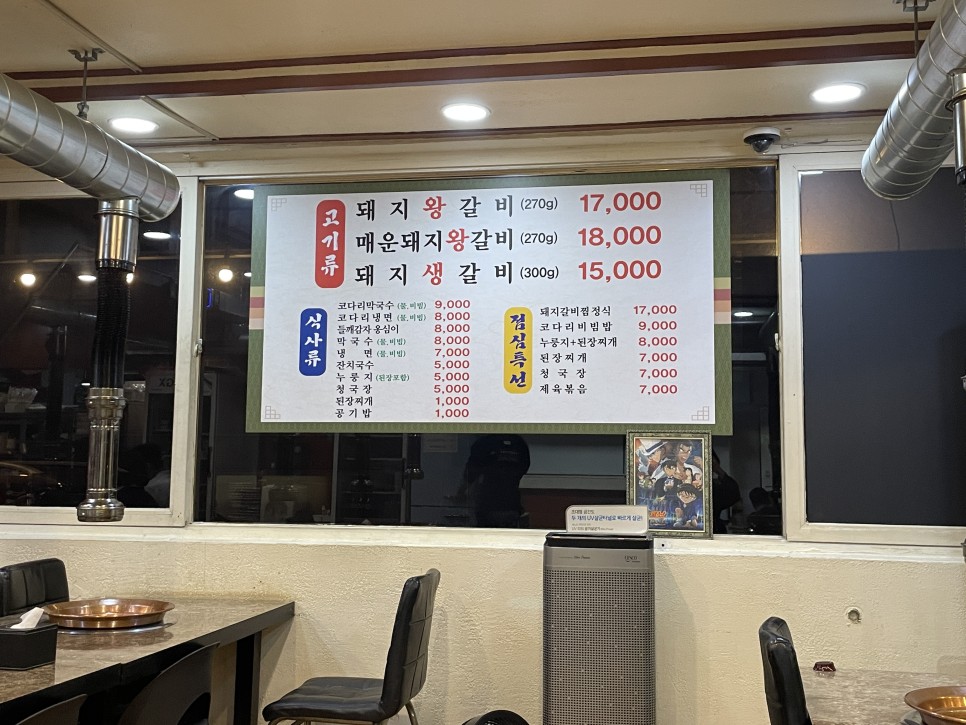 고기류
돼지왕갈비 (270g) 17,000
매운돼지왕갈비 (270g) 18,000
돼지생갈비 (300g) 15,000
식사류
코다리막국수 (물,비빔) 9,000
코다리냉면 (물,비빔) 8,000
들깨감자옹심이 8,000
막국수 (물,비빔) 8,000
냉면 (물,비빔) 7,000
잔치국수 5,000
누룽지 (된장포함) 5,000
청국장 5,000
된장찌개 1,000
공기밥 1,000
점심특선
돼지갈비찜정식 17,000
코다리비빔밥 9,000
누룽지+된장찌개 8,000
된장찌개 7,000
청국장 7,000
제육볶음 7,000